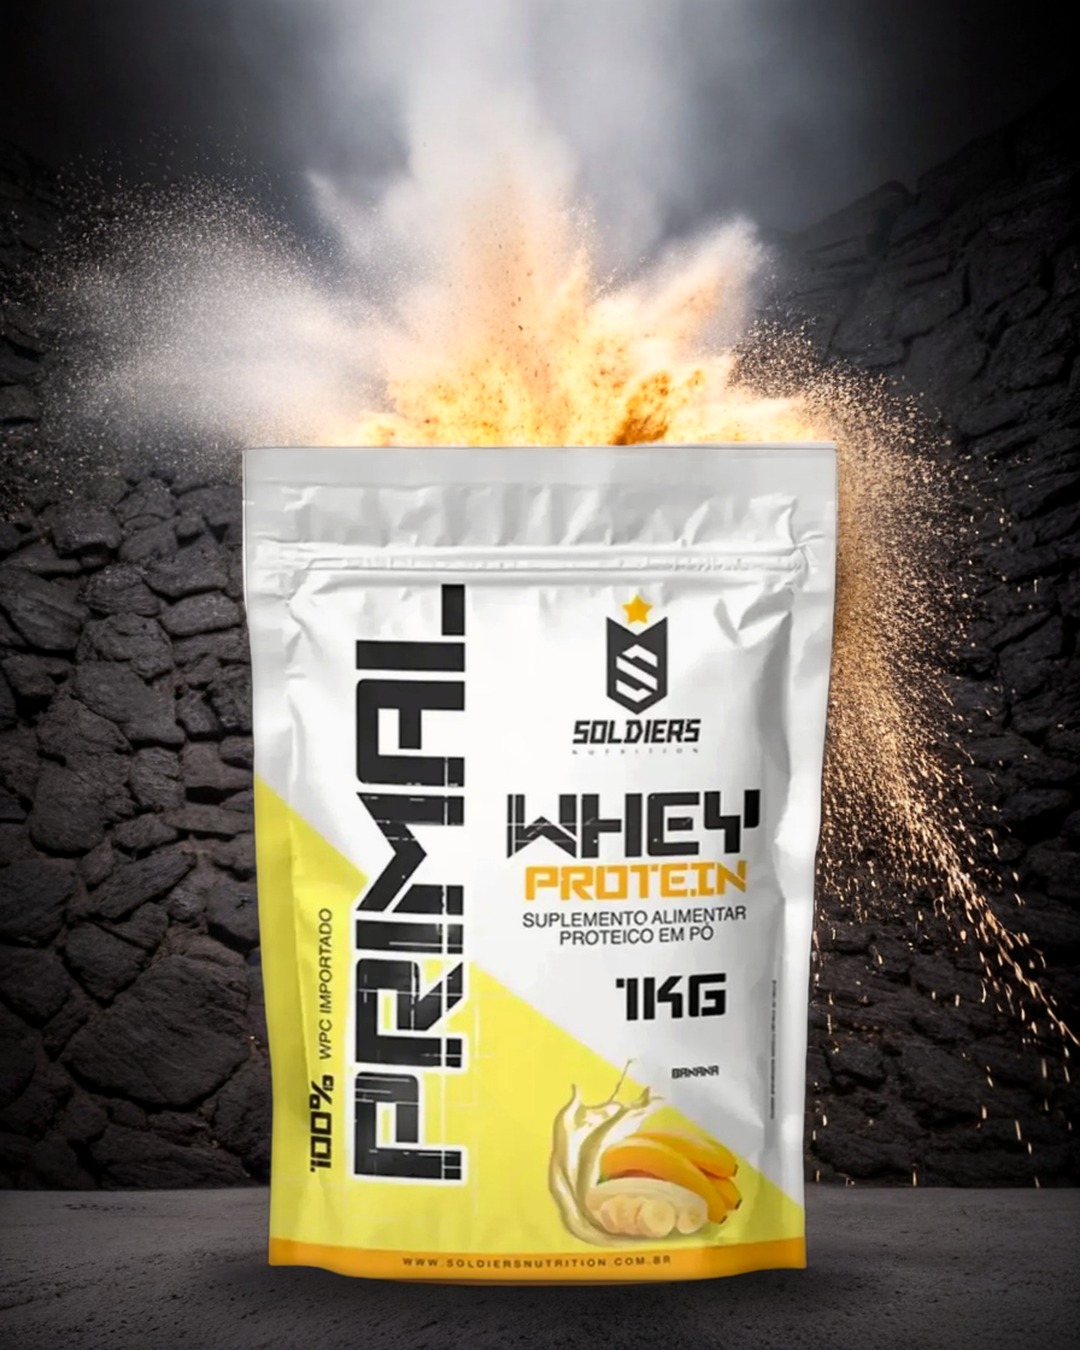 PRIMAL
100% WPC IMPORTADO
SOLDIERS
NUTRITION
WHEY
PROTEIN
SUPLEMENTO ALIMENTAR
PROTEICO EM PÓ
1KG
BANANA
WWW.SOLDIERSNUTRITION.COM.BR